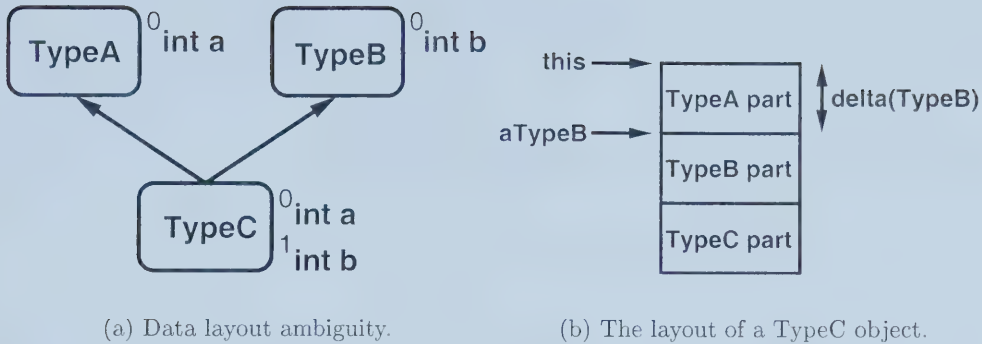 TypeA
0
int a
TypeB
0
int b
TypeC
0
int a
1
int b
(a) Data layout ambiguity.
this
TypeA part
delta(TypeB)
aTypeB
TypeB part
TypeC part
(b) The layout of a TypeC object.